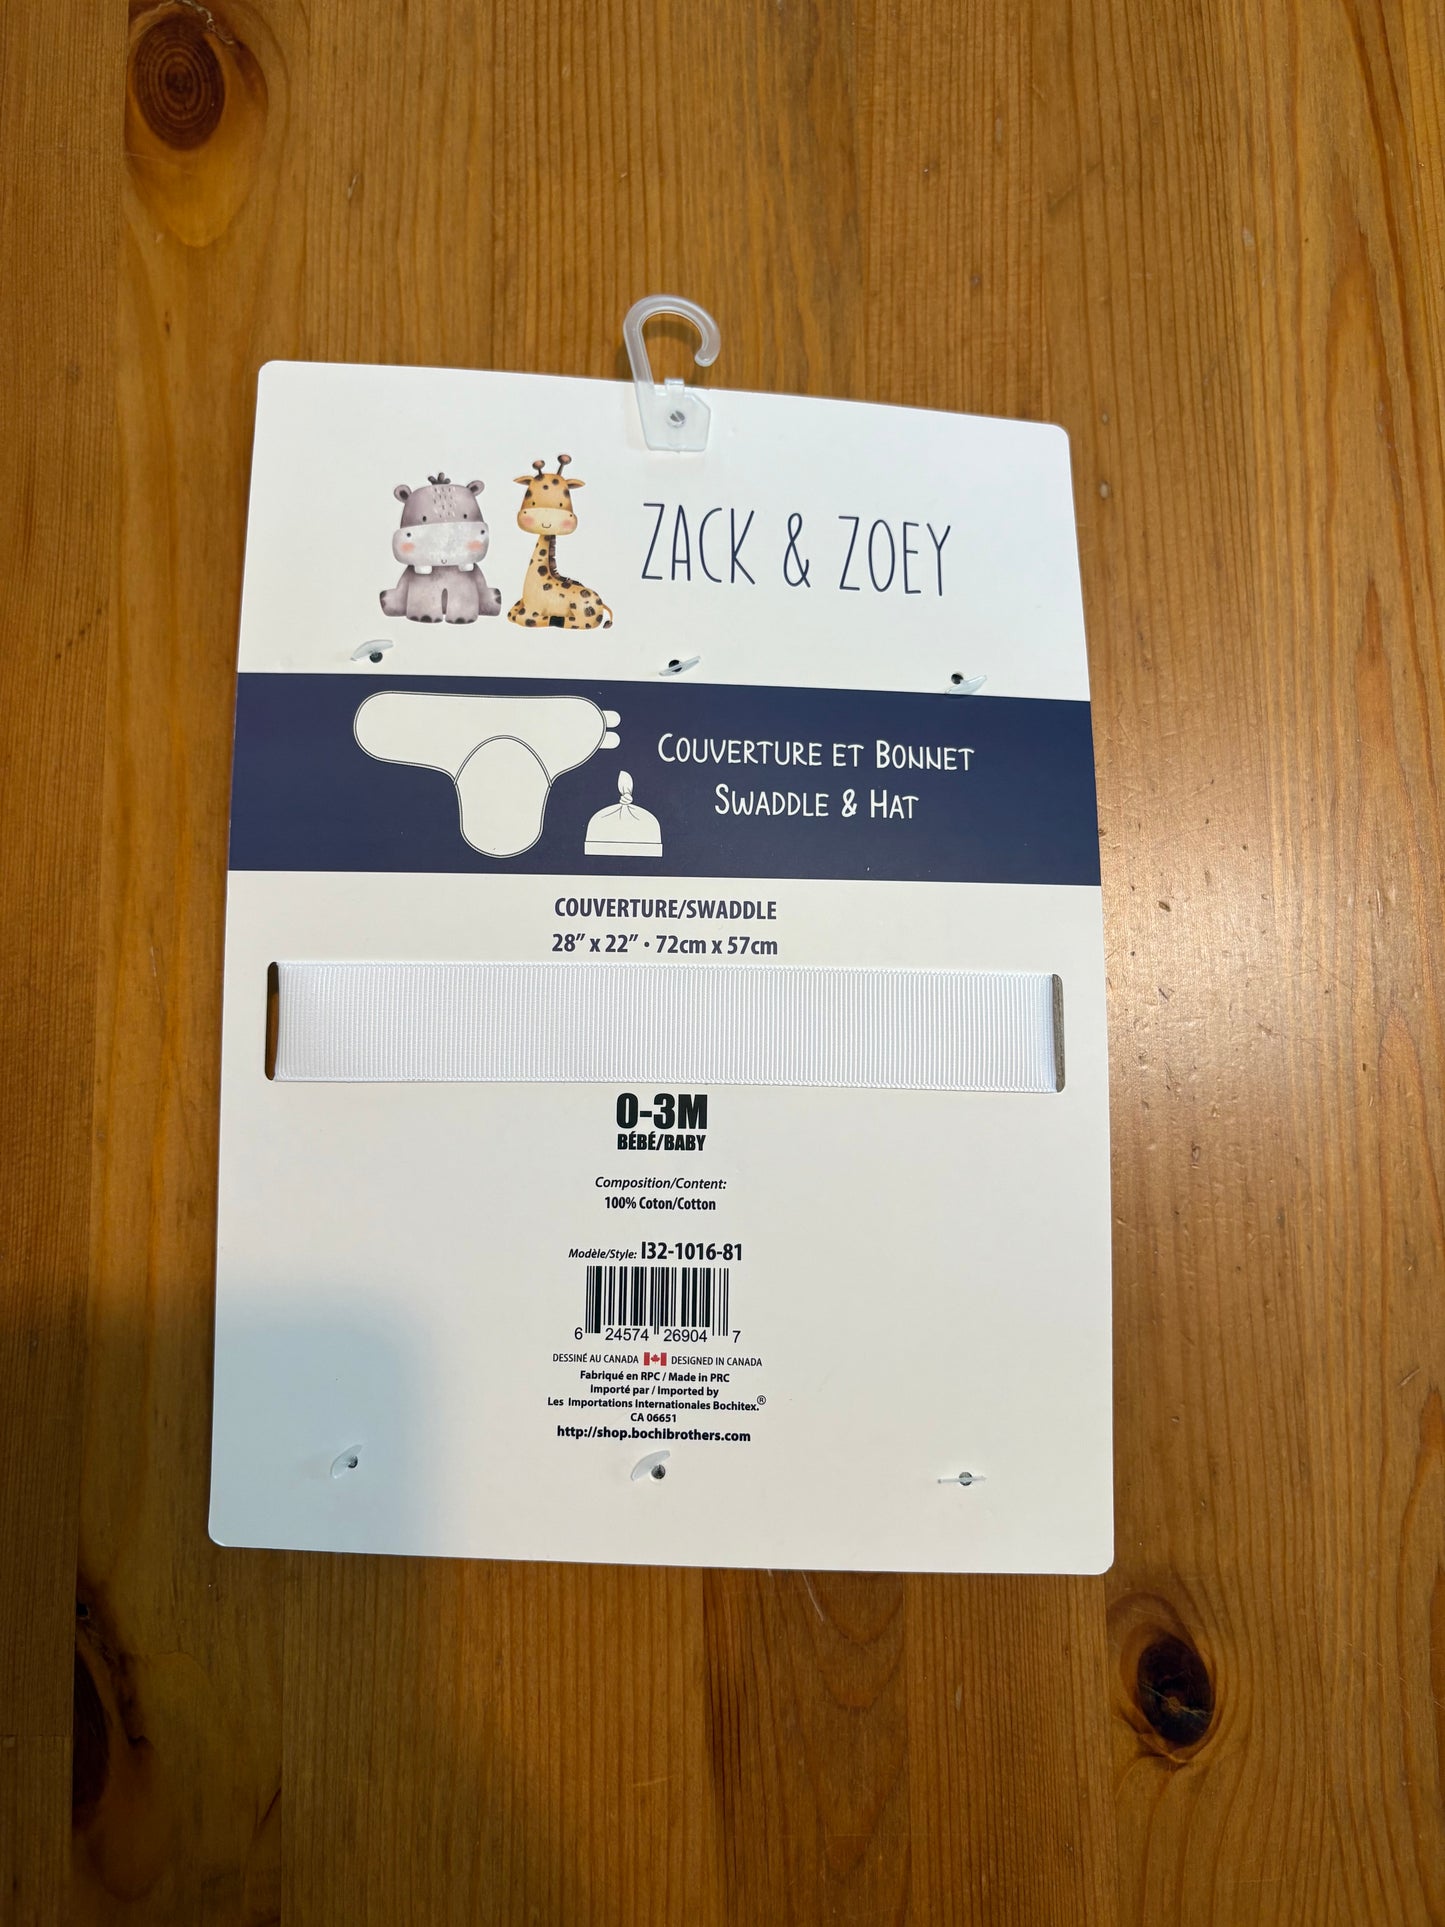 ZACK & ZOEY
COUVERTURE ET BONNET
SWADDLE & HAT
COUVERTURE/SWADDLE
28” x 22” • 72cm x 57cm
0-3M
BÉBÉ/BABY
Composition/Content:
100% Coton/Cotton
Modèle/Style: I32-1016-81
6 24574 26904 7
DESSINÉ AU CANADA DESIGNED IN CANADA
Fabriqué en RPC / Made in PRC
Importé par / Imported by
Les Importations Internationales Bochitex.®
CA 06651
http://shop.bochibrothers.com